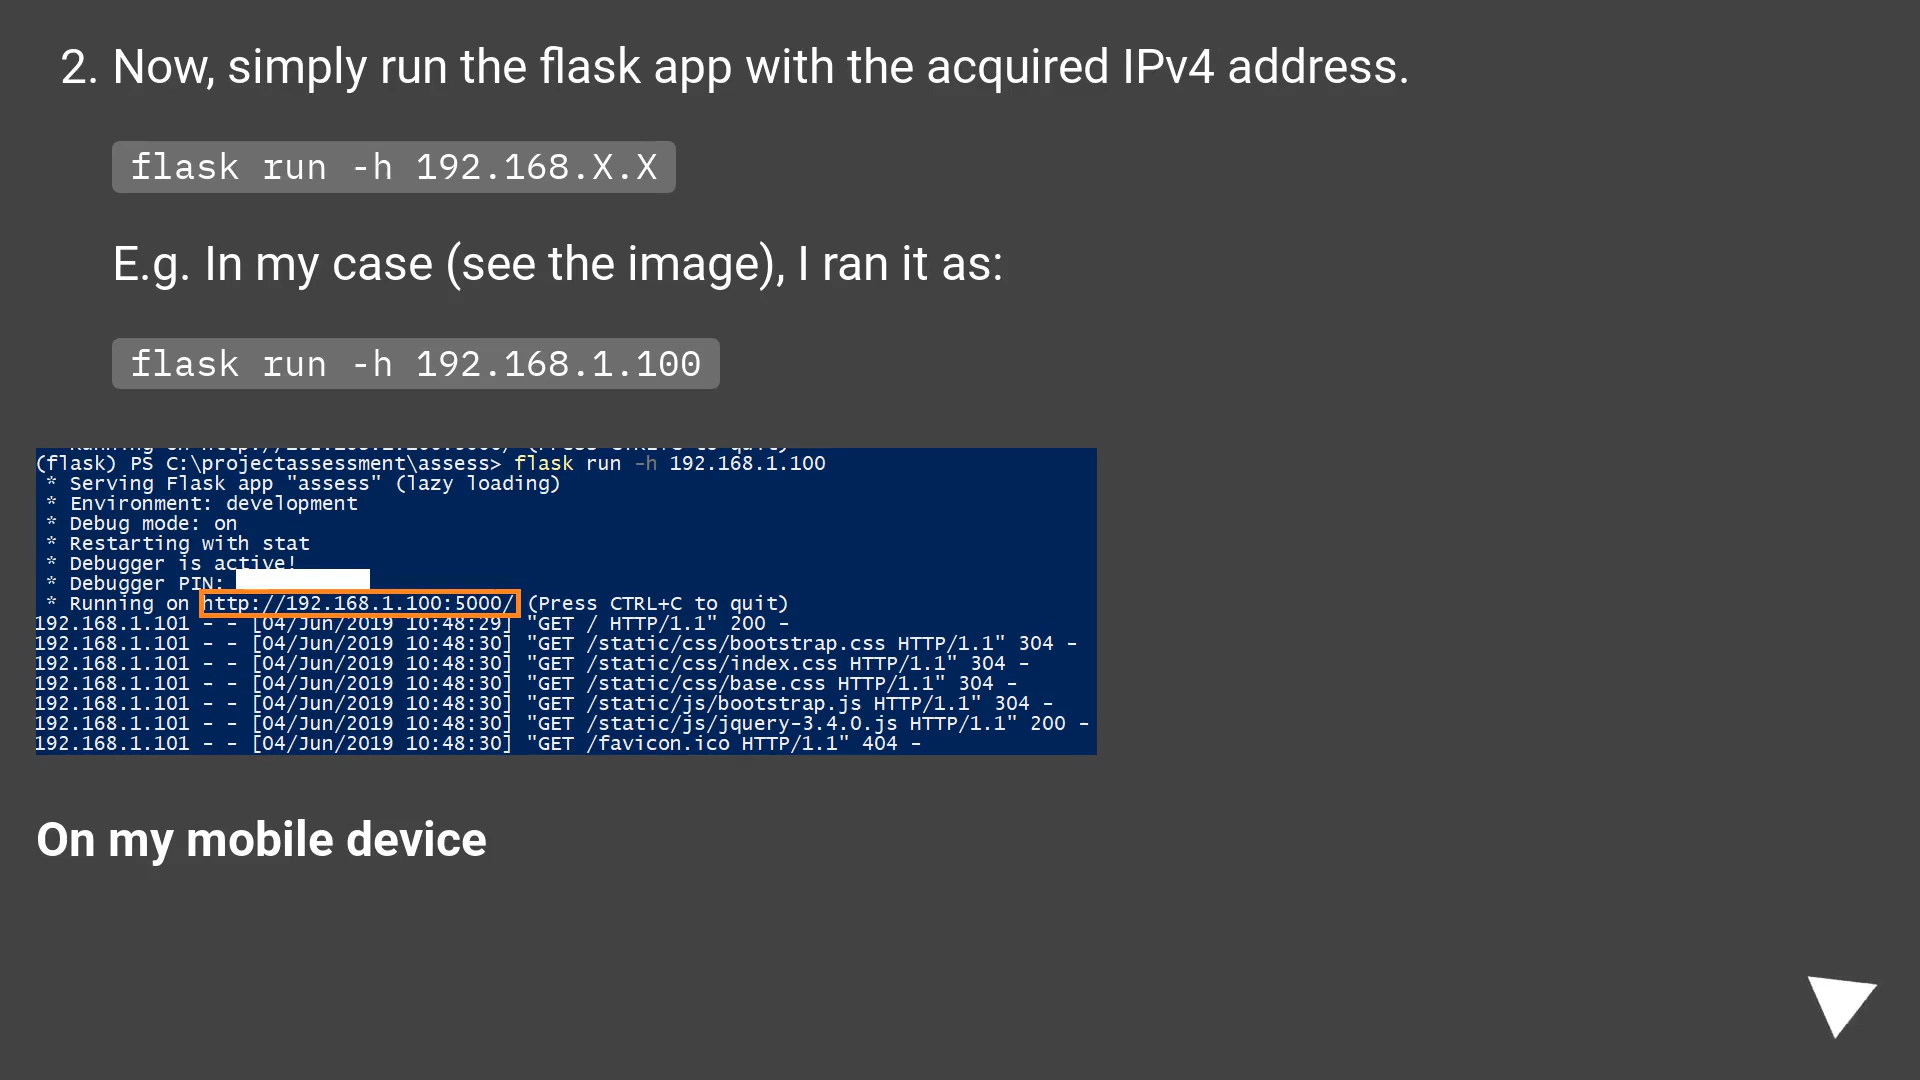 2. Now, simply run the flask app with the acquired IPv4 address.
flask run -h 192.168.X.X
E.g. In my case (see the image), I ran it as:
flask run -h 192.168.1.100
(flask) PS C:\projectassessment\assess> flask run -h 192.168.1.100
* Serving Flask app "assess" (lazy loading)
* Environment: development
* Debug mode: on
* Restarting with stat
* Debugger is active!
* Debugger PIN:
* Running on http://192.168.1.100:5000/ (Press CTRL+C to quit)
192.168.1.101 - - [04/Jun/2019 10:48:29] "GET / HTTP/1.1" 200 -
192.168.1.101 - - [04/Jun/2019 10:48:30] "GET /static/css/bootstrap.css HTTP/1.1" 304 -
192.168.1.101 - - [04/Jun/2019 10:48:30] "GET /static/css/index.css HTTP/1.1" 304 -
192.168.1.101 - - [04/Jun/2019 10:48:30] "GET /static/css/base.css HTTP/1.1" 304 -
192.168.1.101 - - [04/Jun/2019 10:48:30] "GET /static/js/bootstrap.js HTTP/1.1" 304 -
192.168.1.101 - - [04/Jun/2019 10:48:30] "GET /static/js/jquery-3.4.0.js HTTP/1.1" 200 -
192.168.1.101 - - [04/Jun/2019 10:48:30] "GET /favicon.ico HTTP/1.1" 404 -
On my mobile device